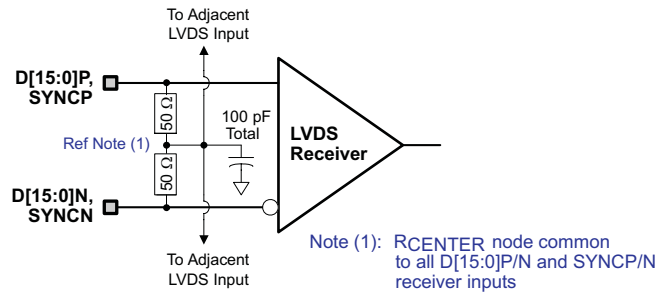 To Adjacent
LVDS Input
D[15:0]P,
SYNCP
50 Ω
100 pF
Total
LVDS
Receiver
Ref Note (1)
50 Ω
D[15:0]N,
SYNCN
To Adjacent
LVDS Input
Note (1): RCENTER node common
to all D[15:0]P/N and SYNCP/N
receiver inputs